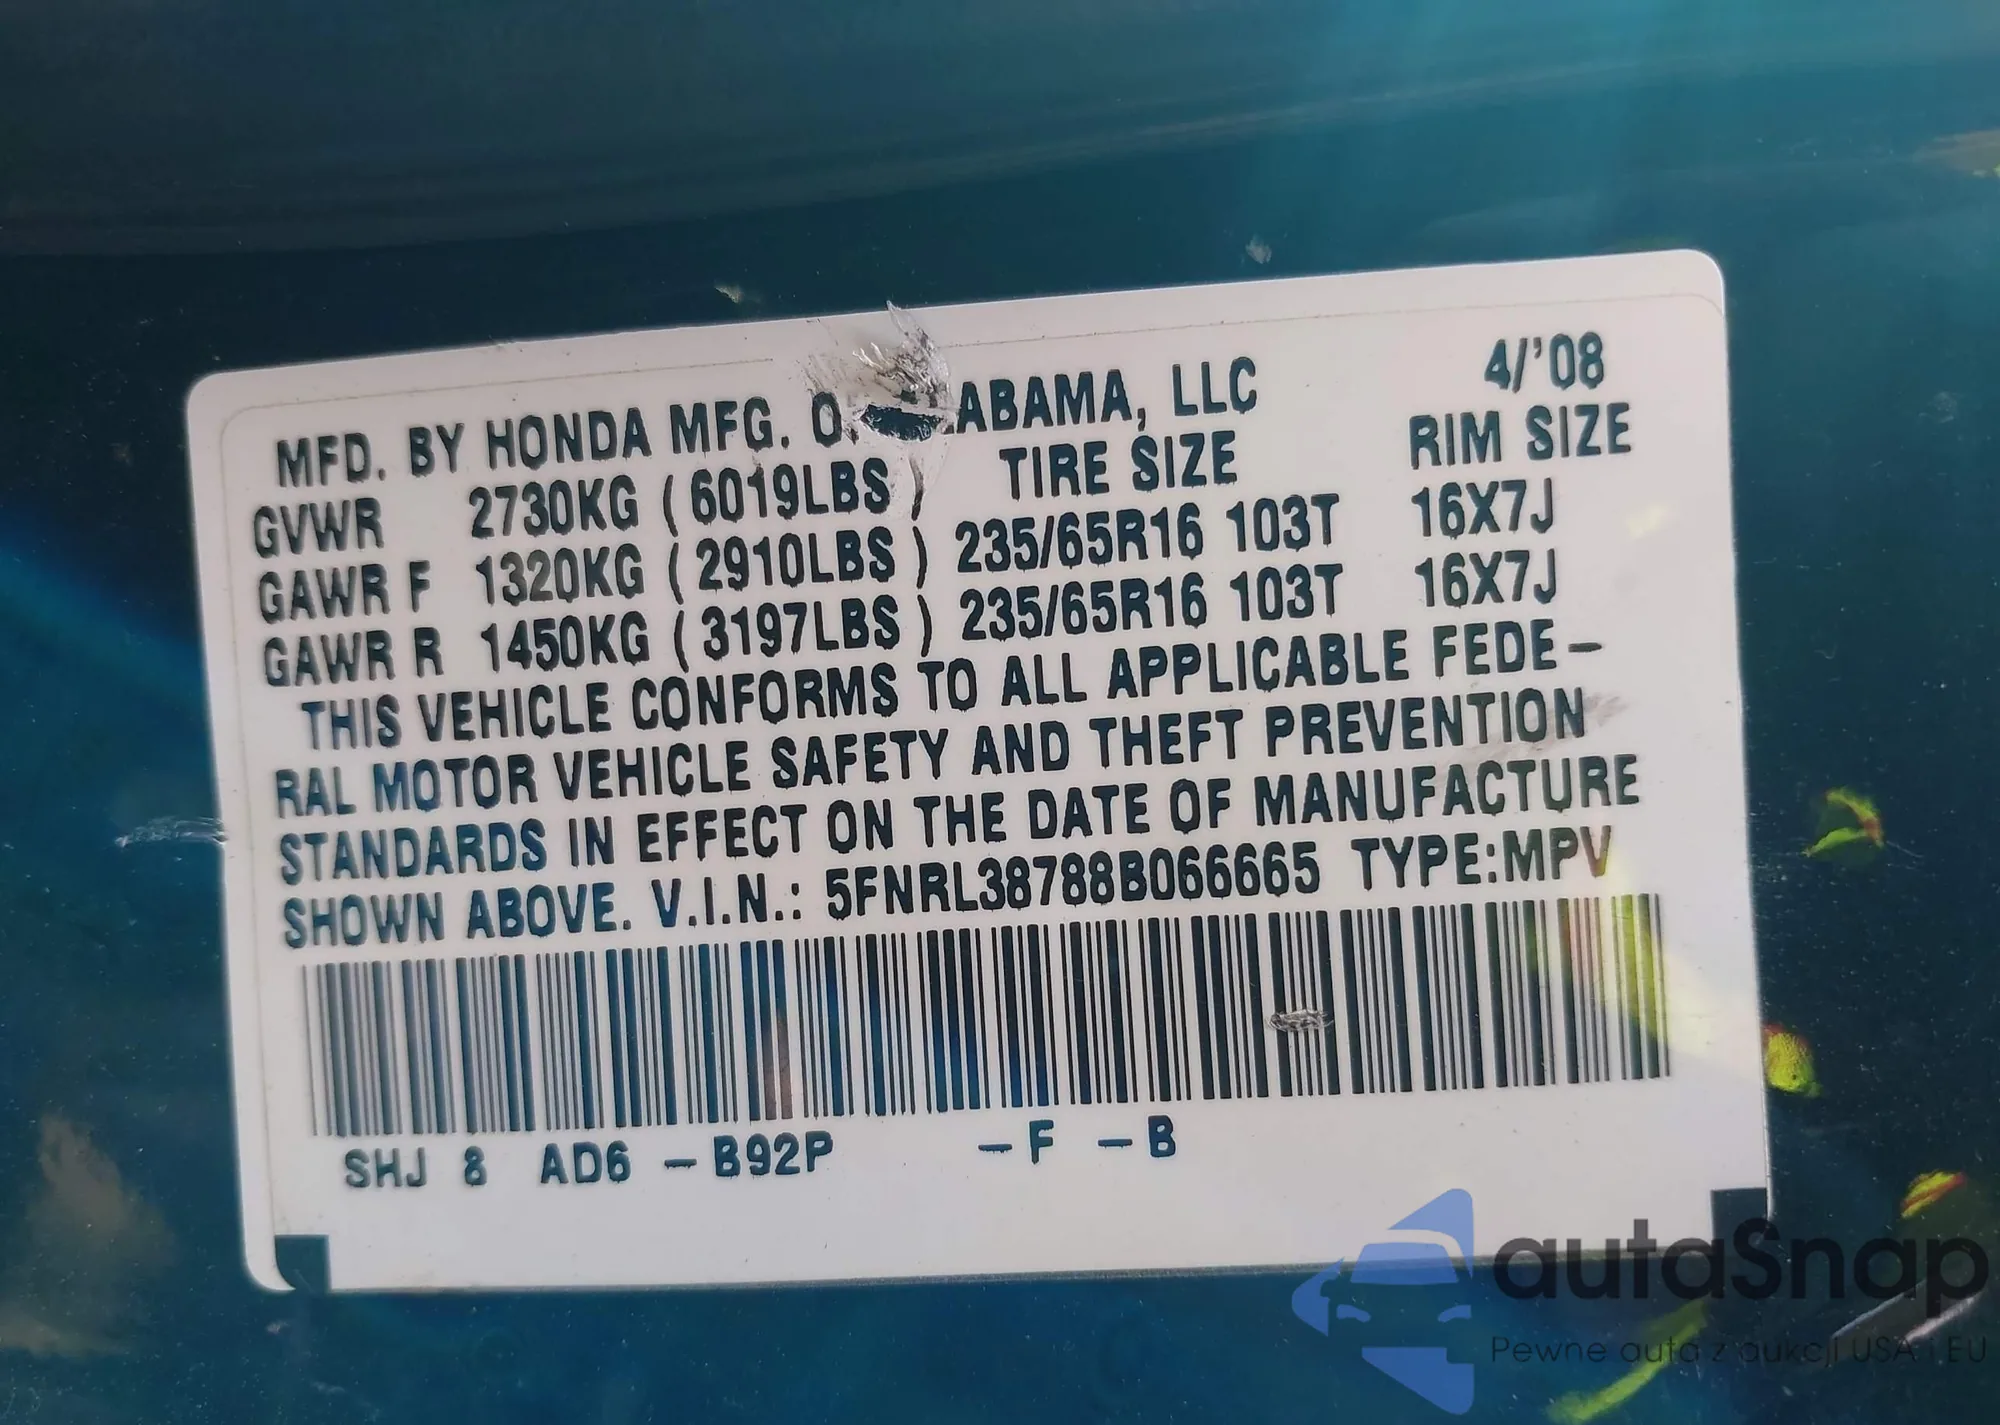 MFD. BY HONDA MFG. LLC 4/'08
GVWR 2730KG (6019LBS) TIRE SIZE RIM SIZE
GAWR F 1320KG (2910LBS) 235/65R16 103T 16X7J
GAWR R 1450KG (3197LBS) 235/65R16 103T 16X7J
THIS VEHICLE CONFORMS TO ALL APPLICABLE FEDE-
RAL MOTOR VEHICLE SAFETY AND THEFT PREVENTION
STANDARDS IN EFFECT ON THE DATE OF MANUFACTURE
SHOWN ABOVE. V.I.N.: 5FNRL38788B066665 TYPE:MPV
SHJ 8 AD6 -B92P -F -B
autaSnap
Pewne auta z aukcji USA i EU